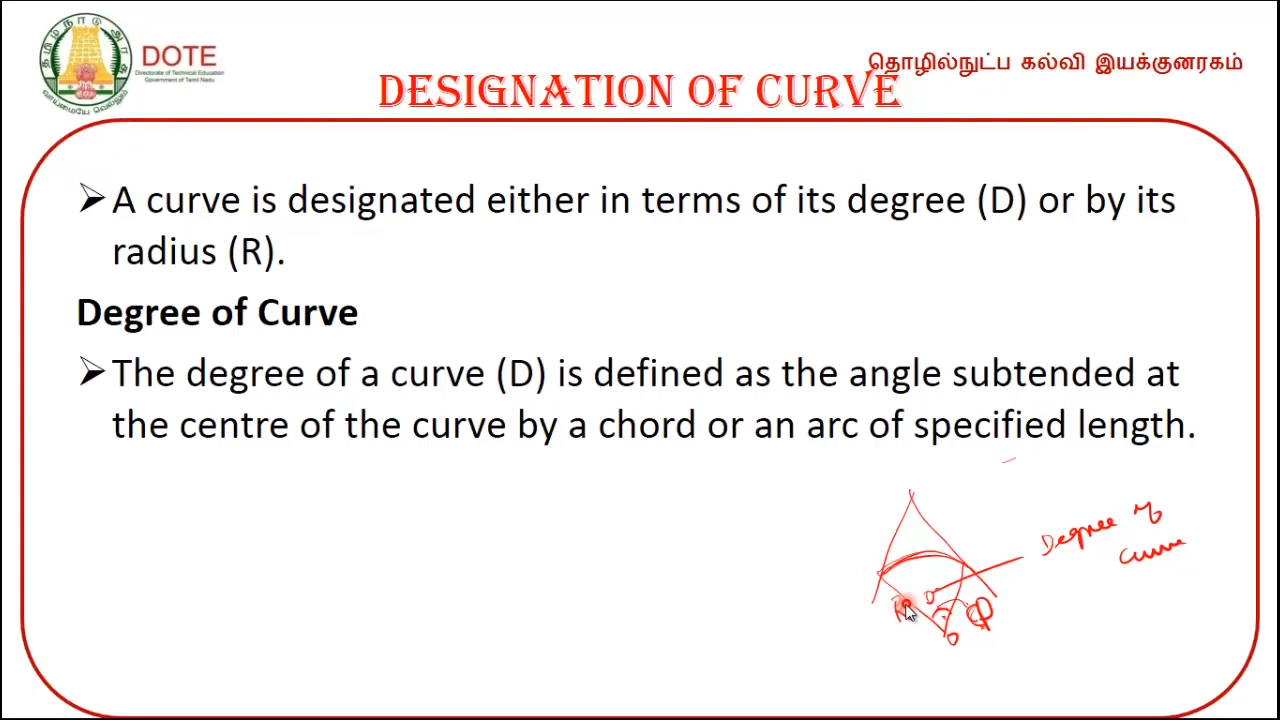 தமிழ்நாடு அரசு
வாய்மையே வெல்லும்
DOTE
Directorate of Technical Education
Government of Tamil Nadu
தொழில்நுட்ப கல்வி இயக்குனரகம்
DESIGNATION OF CURVE
➢ A curve is designated either in terms of its degree (D) or by its
radius (R).
Degree of Curve
➢ The degree of a curve (D) is defined as the angle subtended at
the centre of the curve by a chord or an arc of specified length.
Degree of
Curve
D
R
O